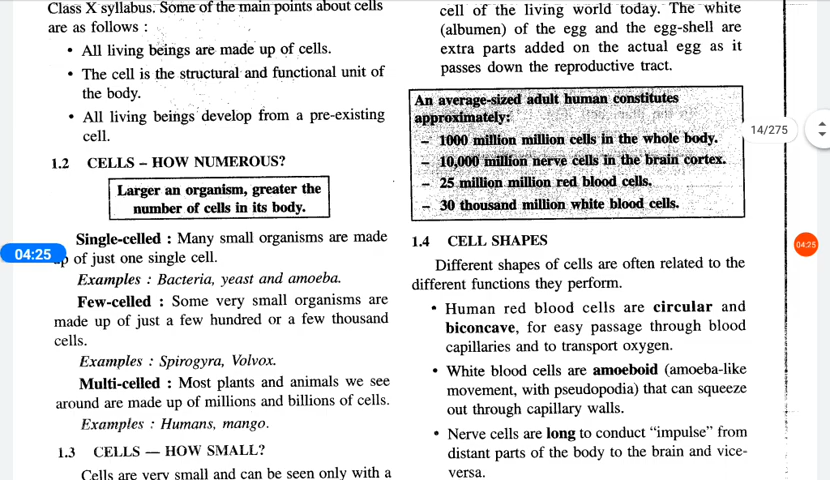 Class X syllabus. Some of the main points about cells
are as follows :
• All living beings are made up of cells.
• The cell is the structural and functional unit of
the body.
• All living beings develop from a pre-existing
cell.
1.2 CELLS – HOW NUMEROUS?
Larger an organism, greater the
number of cells in its body.
Single-celled : Many small organisms are made
04:25
up of just one single cell.
Examples : Bacteria, yeast and amoeba.
Few-celled : Some very small organisms are
made up of just a few hundred or a few thousand
cells.
Examples : Spirogyra, Volvox.
Multi-celled : Most plants and animals we see
around are made up of millions and billions of cells.
Examples : Humans, mango.
1.3 CELLS — HOW SMALL?
Cells are very small and can be seen only with a
cell of the living world today. The white
(albumen) of the egg and the egg-shell are
extra parts added on the actual egg as it
passes down the reproductive tract.
An average-sized adult human constitutes
approximately:
– 1000 million million cells in the whole body.
– 10,000 million nerve cells in the brain cortex.
– 25 million million red blood cells.
– 30 thousand million white blood cells.
1.4 CELL SHAPES
Different shapes of cells are often related to the
different functions they perform.
• Human red blood cells are circular and
biconcave, for easy passage through blood
capillaries and to transport oxygen.
• White blood cells are amoeboid (amoeba-like
movement, with pseudopodia) that can squeeze
out through capillary walls.
• Nerve cells are long to conduct “impulse” from
distant parts of the body to the brain and vice-
versa.
14/275
04:25